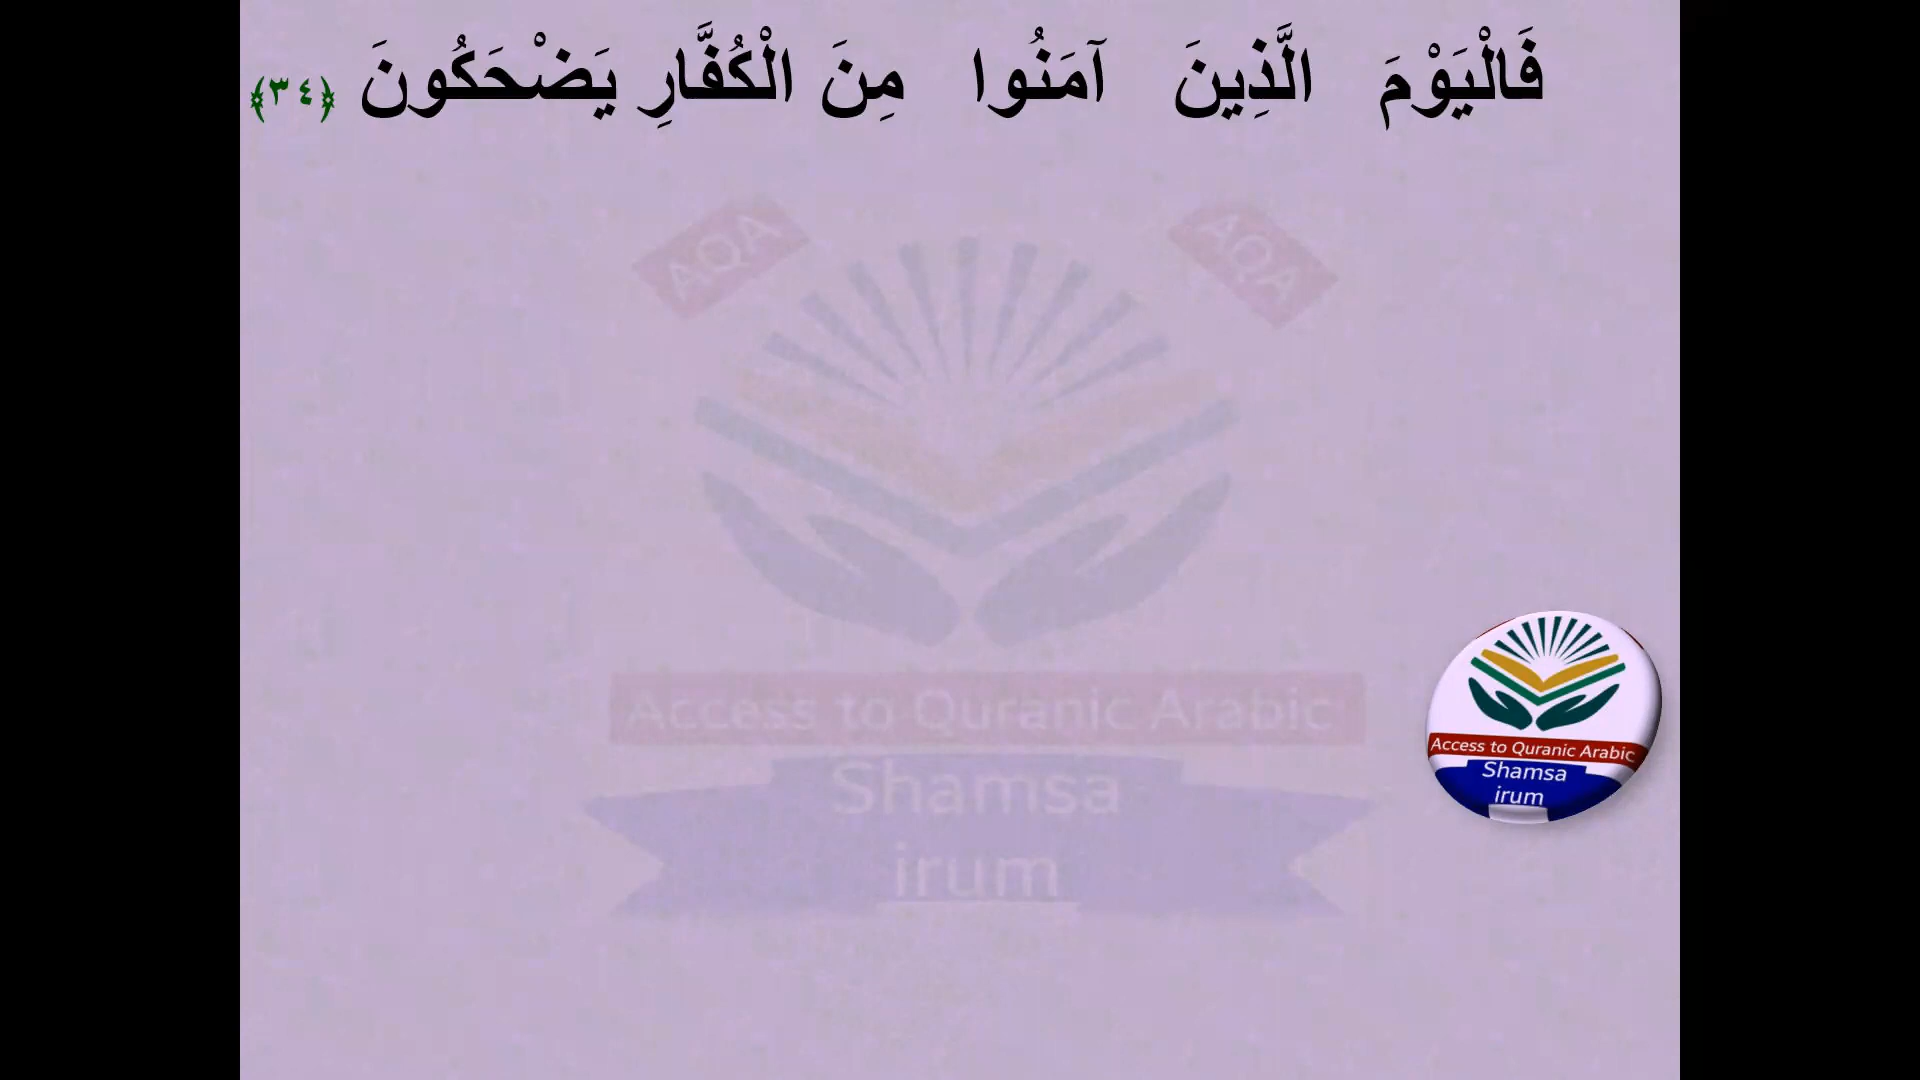 فَالْيَوْمَ الَّذِينَ آمَنُوا مِنَ الْكُفَّارِ يَضْحَكُونَ ﴿٣٤﴾
AQA
AQA
Access to Quranic Arabic
Shamsa
irum
Access to Quranic Arabic
Shamsa
irum